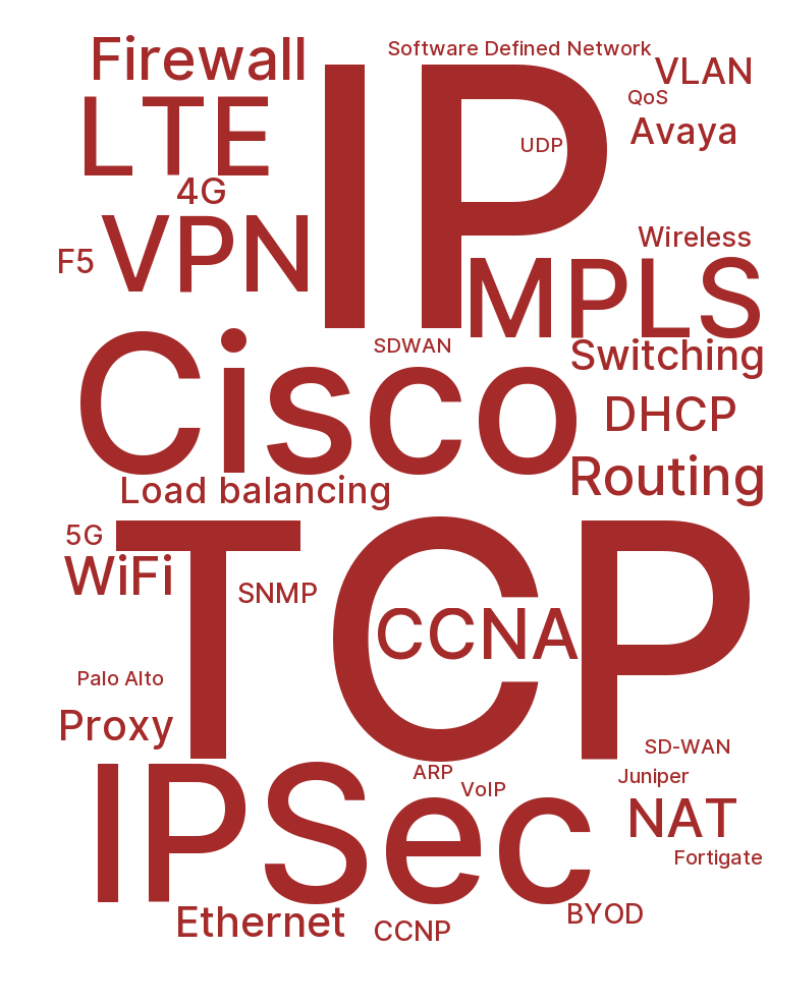 Firewall
Software Defined Network
VLAN
LTE
IP
QoS
UDP
Avaya
4G
VPN
F5
Wireless
MPLS
SDWAN
Switching
Cisco
DHCP
Routing
Load balancing
5G
TCP
WiFi
SNMP
CCNA
Palo Alto
Proxy
SD-WAN
ARP
Juniper
VoIP
IPSec
NAT
Fortigate
Ethernet
CCNP
BYOD